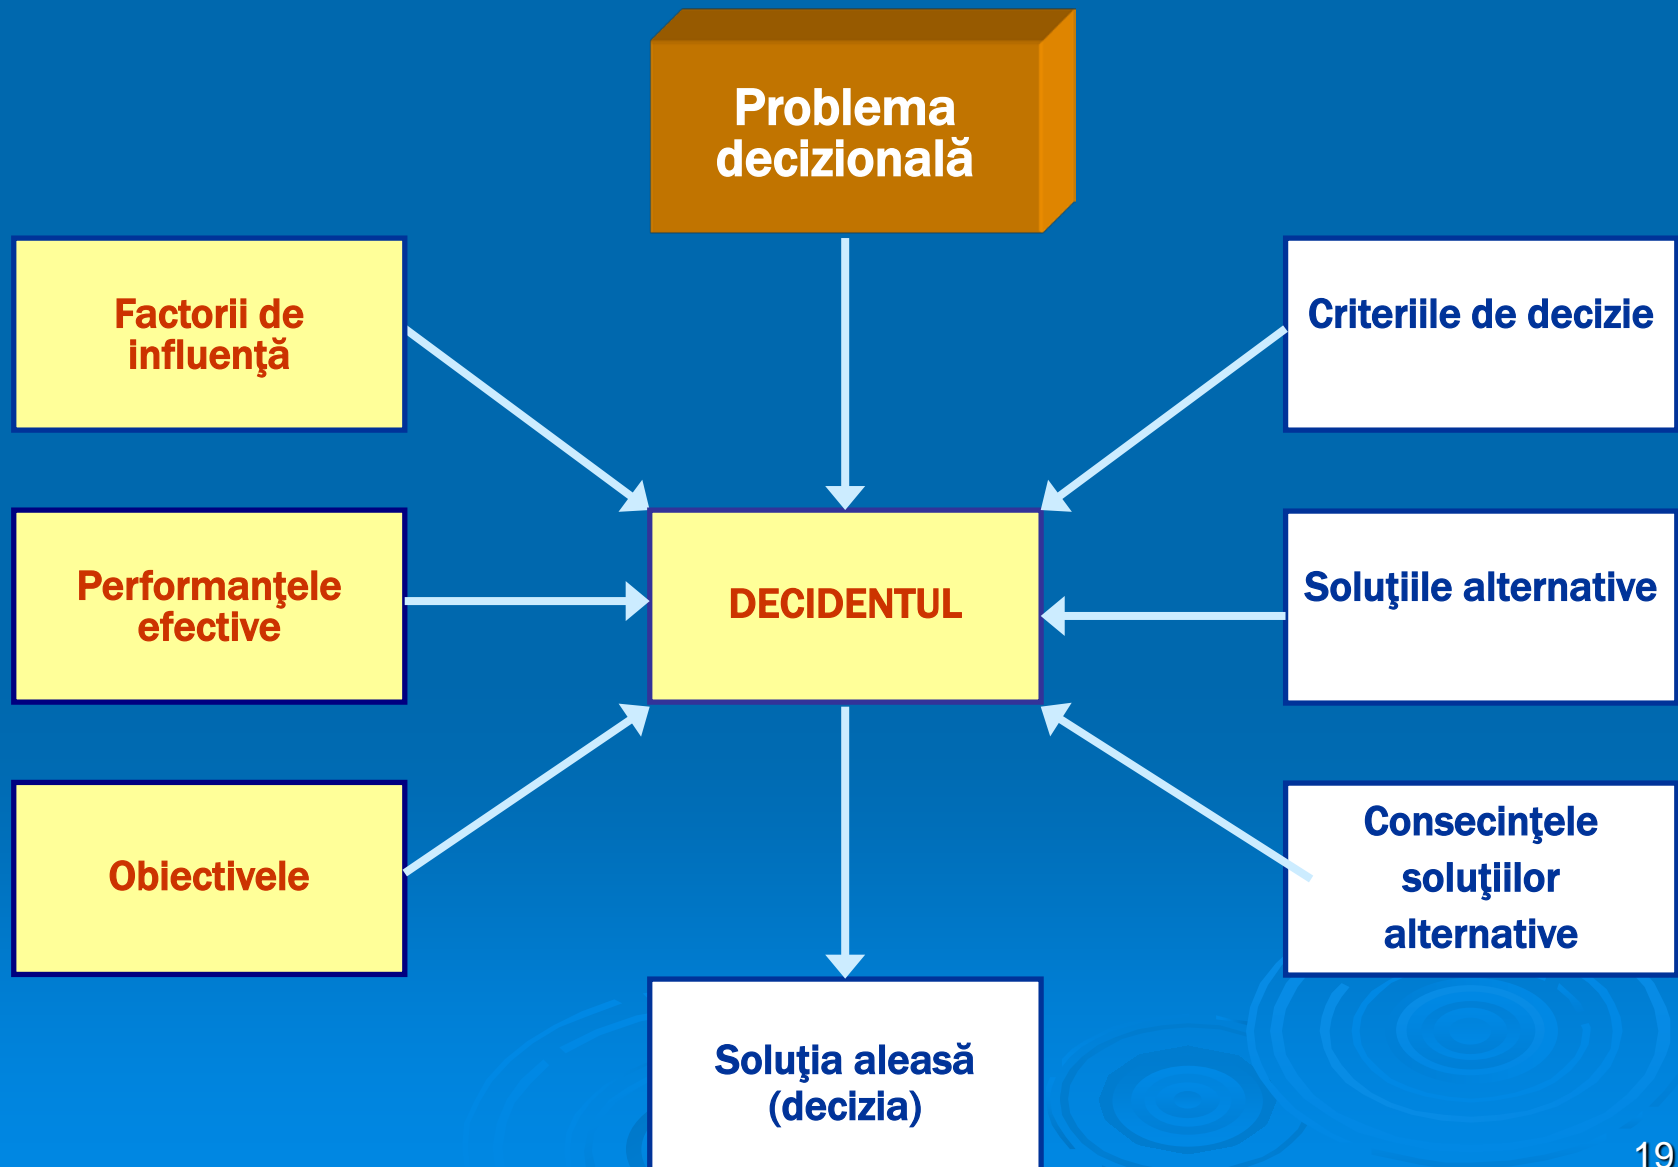 Problema
decizională
Factorii de
influenţă
Criteriile de decizie
Performanţele
efective
DECIDENTUL
Soluţiile alternative
Obiectivele
Consecinţele
soluţiilor
alternative
Soluţia aleasă
(decizia)
19